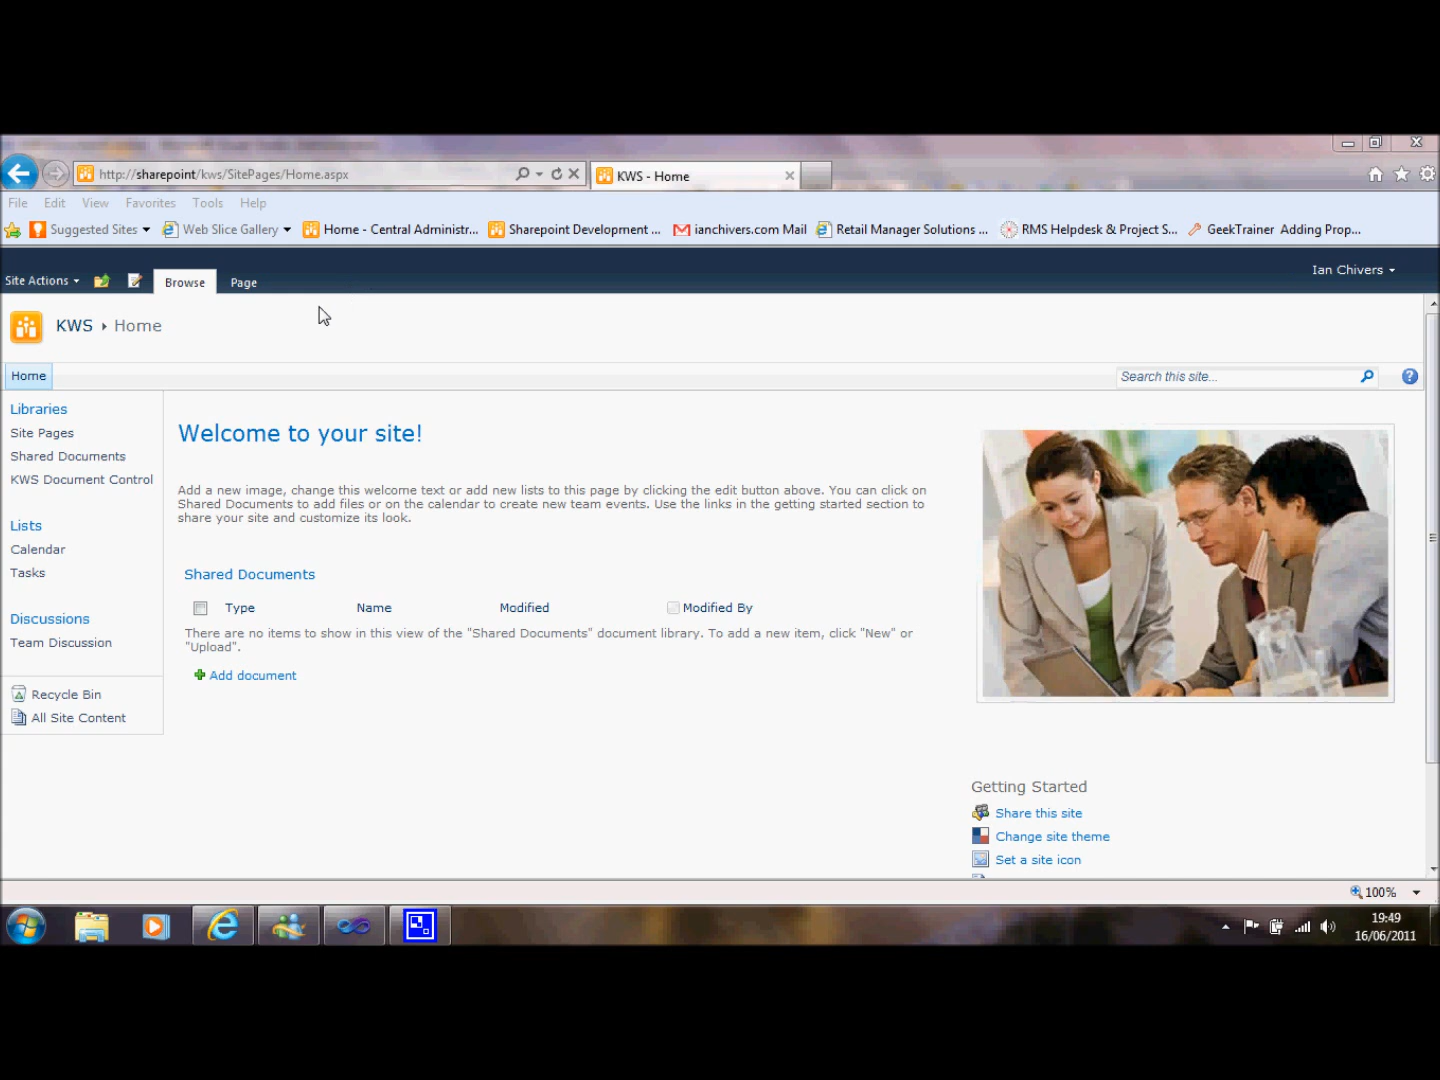 http://sharepoint/kws/SitePages/Home.aspx
KWS - Home
File Edit View Favorites Tools Help
Suggested Sites Web Slice Gallery Home - Central Administr... Sharepoint Development ... ianchivers.com Mail Retail Manager Solutions ... RMS Helpdesk & Project S... GeekTrainer Adding Prop...
Site Actions Browse Page Ian Chivers
KWS Home
Home Search this site...
Libraries
Site Pages
Shared Documents
KWS Document Control
Lists
Calendar
Tasks
Discussions
Team Discussion
Recycle Bin
All Site Content
Welcome to your site!
Add a new image, change this welcome text or add new lists to this page by clicking the edit button above. You can click on
Shared Documents to add files or on the calendar to create new team events. Use the links in the getting started section to
share your site and customize its look.
Shared Documents
Type Name Modified Modified By
There are no items to show in this view of the "Shared Documents" document library. To add a new item, click "New" or
"Upload".
Add document
Getting Started
Share this site
Change site theme
Set a site icon
100%
19:49
16/06/2011